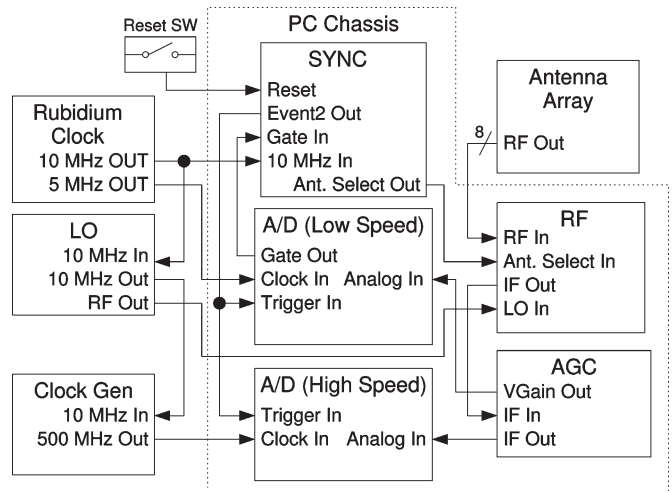 Reset SW
PC Chassis
SYNC
Reset
Event2 Out
Gate In
10 MHz In
Ant. Select Out
Antenna
Array
8
RF Out
Rubidium
Clock
10 MHz OUT
5 MHz OUT
LO
10 MHz In
10 MHz Out
RF Out
A/D (Low Speed)
Gate Out
Clock In Analog In
Trigger In
RF
RF In
Ant. Select In
IF Out
LO In
Clock Gen
10 MHz In
500 MHz Out
A/D (High Speed)
Trigger In
Clock In Analog In
AGC
VGain Out
IF In
IF Out